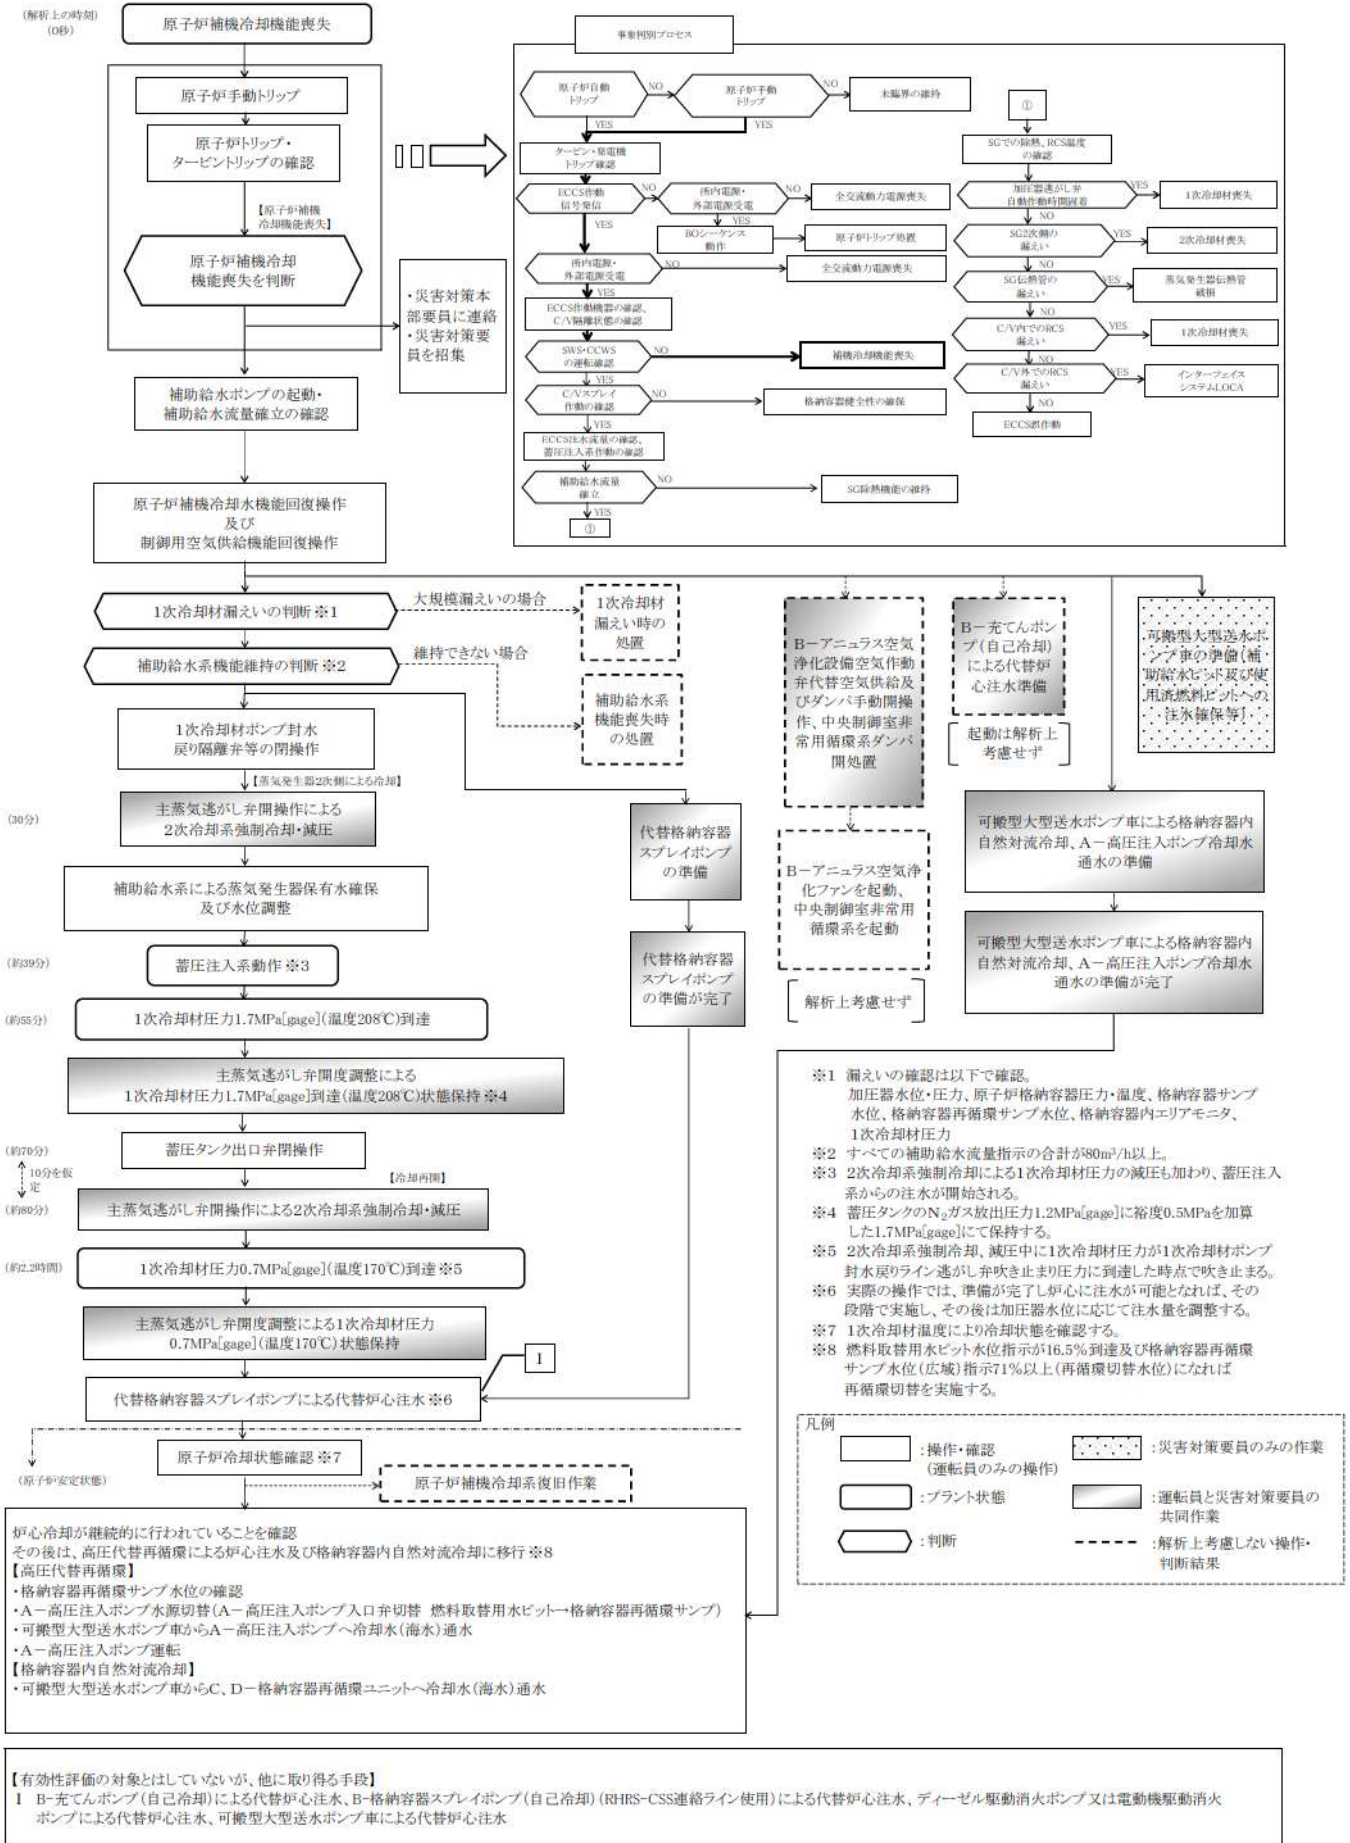 (解析上の時刻)
(0秒)
原子炉補機冷却機能喪失
原子炉手動トリップ
原子炉トリップ・
タービントリップの確認
【原子炉補機
冷却機能喪失】
原子炉補機冷却
機能喪失を判断
・災害対策本
部要員に連絡
・災害対策要
員を招集
補助給水ポンプの起動・
補助給水流量確立の確認
原子炉補機冷却水機能回復操作
及び
制御用空気供給機能回復操作
事象判別プロセス
原子炉自動
トリップ
NO
原子炉手動
トリップ
NO
未臨界の維持
YES
YES
タービン・発電機
トリップ確認
ECCS作動
信号発信
NO
所内電源・
外部電源受電
NO
全交流動力電源喪失
YES
YES
BOシーケンス
動作
原子炉トリップ処置
所内電源・
外部電源受電
NO
全交流動力電源喪失
YES
ECCS作動機器の確認、
C/V隔離状態の確認
SWS・CCWS
の運転確認
NO
補機冷却機能喪失
YES
C/Vスプレイ
作動の確認
NO
格納容器健全性の確保
YES
ECCS注水流量の確認、
蓄圧注入系作動の確認
補助給水流量
確立
NO
SG除熱機能の維持
YES
①
①
SGでの除熱、RCS温度
の確認
加圧器逃がし弁
自動作動時開固着
YES
1次冷却材喪失
NO
SG2次側の
漏えい
YES
2次冷却材喪失
NO
SG伝熱管の
漏えい
YES
蒸気発生器伝熱管
破損
NO
C/V内でのRCS
漏えい
YES
1次冷却材喪失
NO
C/V外でのRCS
漏えい
YES
インターフェイス
システムLOCA
NO
ECCS誤作動
1次冷却材漏えいの判断※1
大規模漏えいの場合
1次冷却材
漏えい時の
処置
補助給水系機能維持の判断※2
維持できない場合
補助給水系
機能喪失時
の処置
1次冷却材ポンプ封水
戻り隔離弁等の閉操作
【蒸気発生器2次側による冷却】
(30分)
主蒸気逃がし弁開操作による
2次冷却系強制冷却・減圧
補助給水系による蒸気発生器保有水確保
及び水位調整
(約39分)
蓄圧注入系動作※3
(約55分)
1次冷却材圧力1.7MPa[gage](温度208℃)到達
主蒸気逃がし弁開度調整による
1次冷却材圧力1.7MPa[gage]到達(温度208℃)状態保持※4
(約70分)
蓄圧タンク出口弁閉操作
10分を仮
定
【冷却再開】
(約80分)
主蒸気逃がし弁開操作による2次冷却系強制冷却・減圧
(約2.2時間)
1次冷却材圧力0.7MPa[gage](温度170℃)到達※5
主蒸気逃がし弁開度調整による1次冷却材圧力
0.7MPa[gage](温度170℃)状態保持
I
代替格納容器スプレイポンプによる代替炉心注水※6
原子炉冷却状態確認※7
(原子炉安定状態)
原子炉補機冷却系復旧作業
代替格納容器
スプレイポンプ
の準備
代替格納容器
スプレイポンプ
の準備が完了
B-アニュラス空気
浄化設備空気作動
弁代替空気供給及
びダンパ手動開操
作、中央制御室非
常用循環系ダンパ
開処置
B-アニュラス空気浄
化ファンを起動、
中央制御室非常用
循環系を起動
解析上考慮せず
B-充てんポン
プ(自己冷却)
による代替炉
心注水準備
起動は解析上
考慮せず
可搬型大型送水ポ
ンプ車の準備(補
助給水ピット及び使
用済燃料ピットへの
注水確保等)
可搬型大型送水ポンプ車による格納容器内
自然対流冷却、A-高圧注入ポンプ冷却水
通水の準備
可搬型大型送水ポンプ車による格納容器内
自然対流冷却、A-高圧注入ポンプ冷却水
通水の準備が完了
※1 漏えいの確認は以下で確認。
加圧器水位・圧力、原子炉格納容器圧力・温度、格納容器サンプ
水位、格納容器再循環サンプ水位、格納容器内エリアモニタ、
1次冷却材圧力
※2 すべての補助給水流量指示の合計が80m³/h以上。
※3 2次冷却系強制冷却による1次冷却材圧力の減圧も加わり、蓄圧注入
系からの注水が開始される。
※4 蓄圧タンクのN₂ガス放出圧力1.2MPa[gage]に裕度0.5MPaを加算
した1.7MPa[gage]にて保持する。
※5 2次冷却系強制冷却、減圧中に1次冷却材圧力が1次冷却材ポンプ
封水戻りライン逃がし弁吹き止まり圧力に到達した時点で吹き止まる。
※6 実際の操作では、準備が完了し炉心に注水が可能となれば、その
段階で実施し、その後は加圧器水位に応じて注水量を調整する。
※7 1次冷却材温度により冷却状態を確認する。
※8 燃料取替用水ピット水位指示が16.5%到達及び格納容器再循環
サンプ水位(広域)指示71%以上(再循環切替水位)になれば
再循環切替を実施する。
凡例
:操作・確認
(運転員のみの操作)
:災害対策要員のみの作業
:プラント状態
:運転員と災害対策要員の
共同作業
:判断
:解析上考慮しない操作・
判断結果
炉心冷却が継続的に行われていることを確認
その後は、高圧代替再循環による炉心注水及び格納容器内自然対流冷却に移行※8
【高圧代替再循環】
・格納容器再循環サンプ水位の確認
・A-高圧注入ポンプ水源切替(A-高圧注入ポンプ入口弁切替 燃料取替用水ピット→格納容器再循環サンプ)
・可搬型大型送水ポンプ車からA-高圧注入ポンプへ冷却水(海水)通水
・A-高圧注入ポンプ運転
【格納容器内自然対流冷却】
・可搬型大型送水ポンプ車からC、D-格納容器再循環ユニットへ冷却水(海水)通水
【有効性評価の対象とはしていないが、他に取り得る手段】
I B-充てんポンプ(自己冷却)による代替炉心注水、B-格納容器スプレイポンプ(自己冷却)(RHRS-CSS連絡ライン使用)による代替炉心注水、ディーゼル駆動消火ポンプ又は電動機駆動消火
ポンプによる代替炉心注水、可搬型大型送水ポンプ車による代替炉心注水